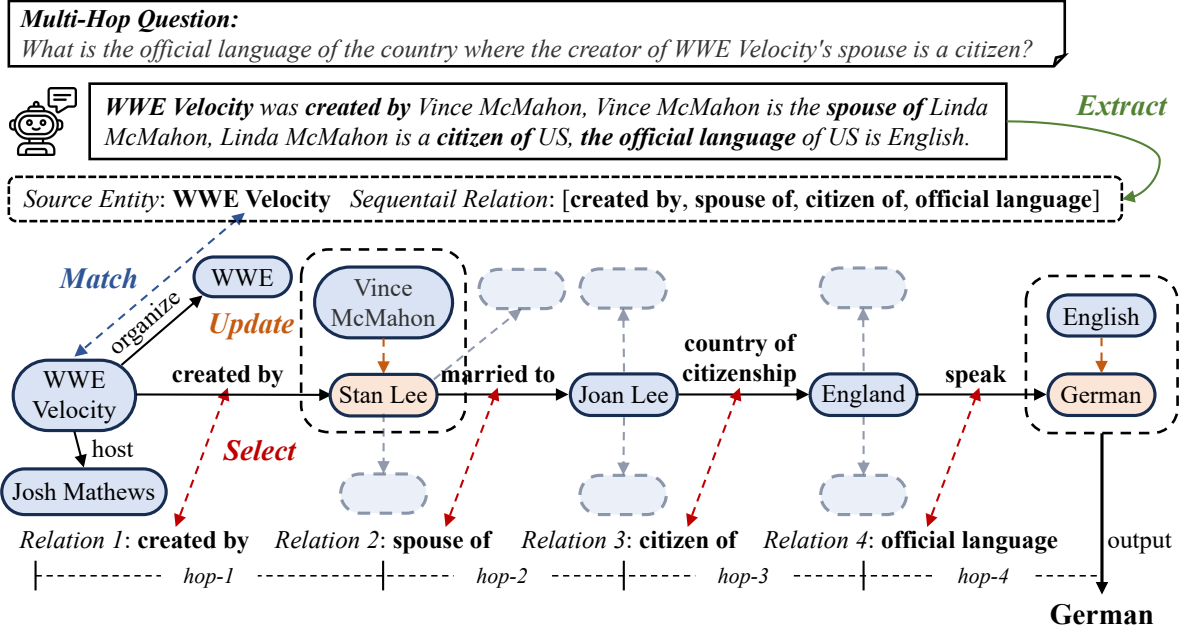 Multi-Hop Question:
What is the official language of the country where the creator of WWE Velocity's spouse is a citizen?
WWE Velocity was created by Vince McMahon, Vince McMahon is the spouse of Linda
McMahon, Linda McMahon is a citizen of US, the official language of US is English.
Extract
Source Entity: WWE Velocity Sequentail Relation: [created by, spouse of, citizen of, official language]
Match
organize
WWE
Update
Vince
McMahon
English
WWE
Velocity
created by
Stan Lee
married to
Joan Lee
country of
citizenship
England
speak
German
host
Select
Josh Mathews
Relation 1: created by
Relation 2: spouse of
Relation 3: citizen of
Relation 4: official language
output
hop-1
hop-2
hop-3
hop-4
German